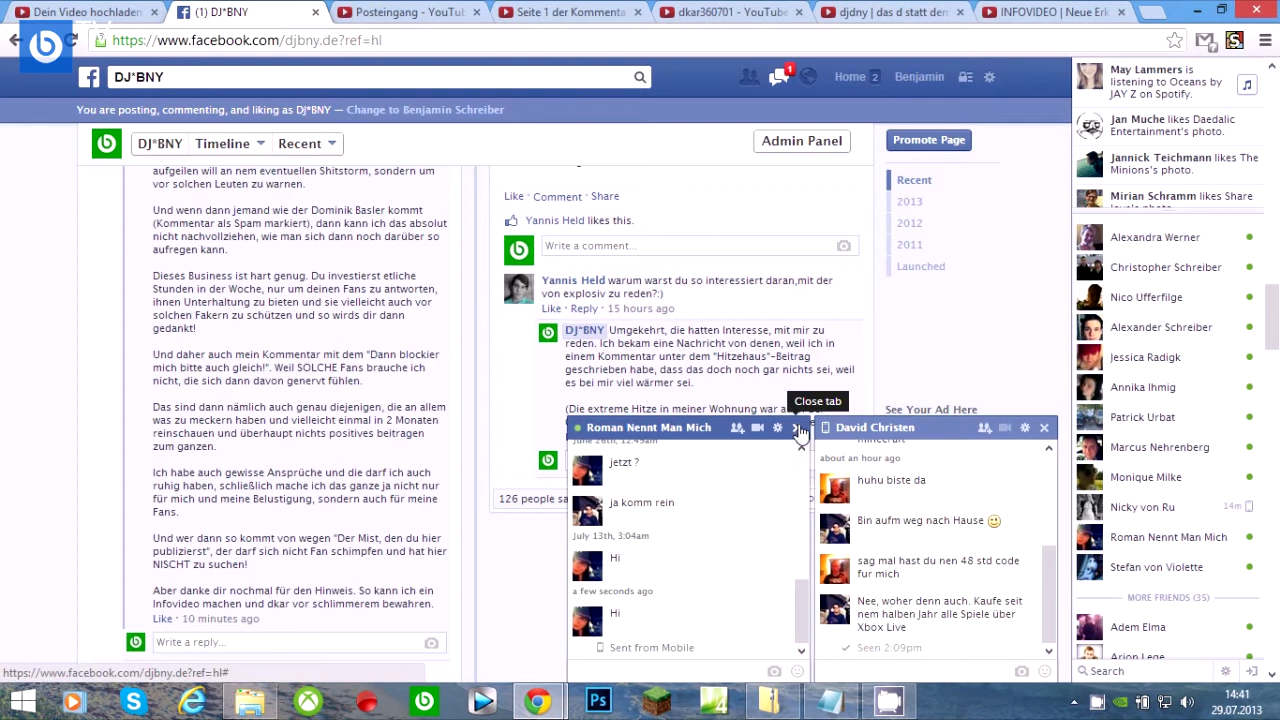 Dein Video hochladen
(1) DJ*BNY
Posteingang - YouTu
Seite 1 der Kommenta
dkar360701 - YouTub
djdny | das d statt dem
INFOVIDEO | Neue Erk
https://www.facebook.com/djbny.de?ref=hl
DJ*BNY
1
Home 2
Benjamin
You are posting, commenting, and liking as DJ*BNY — Change to Benjamin Schreiber
DJ*BNY
Timeline
Recent
Admin Panel
aufgeilen will an nem eventuellen Shitstorm, sondern um
vor solchen Leuten zu warnen.
Und wenn dann jemand wie der Dominik Basler kommt
(Kommentar als Spam markiert), dann kann ich das absolut
nicht nachvollziehen, wie man sich dann noch darüber so
aufregen kann.
Dieses Business ist hart genug. Du investierst etliche
Stunden in der Woche, nur um deinen Fans zu antworten,
ihnen Unterhaltung zu bieten und sie vielleicht auch vor
solchen Fakern zu schützen und so wirds dir dann
gedankt!
Und daher auch mein Kommentar mit dem "Dann blockier
mich bitte auch gleich!". Weil SOLCHE Fans brauche ich
nicht, die sich dann davon genervt fühlen.
Das sind dann nämlich auch genau diejenigen, die an allem
was zu meckern haben und vielleicht einmal in 2 Monaten
reinschauen und überhaupt nichts positives beitragen
zum ganzen.
Ich habe auch gewisse Ansprüche und die darf ich auch
ruhig haben, schließlich mache ich das ganze ja nicht nur
für mich und meine Belustigung, sondern auch für meine
Fans.
Und wer dann so kommt von wegen "Der Mist, den du hier
publizierst", der darf sich nicht Fan schimpfen und hat hier
NISCHT zu suchen!
Aber danke dir nochmal für den Hinweis. So kann ich ein
Infovideo machen und dkar vor schlimmerem bewahren.
Like · 10 minutes ago
Write a reply...
https://www.facebook.com/djbny.de?ref=hl#
Like · Comment · Share
Yannis Held likes this.
Write a comment...
Yannis Held warum warst du so interessiert daran,mit der
von explosiv zu reden?:)
Like · Reply · 15 hours ago
DJ*BNY Umgekehrt, die hatten Interesse, mit mir zu
reden. Ich bekam eine Nachricht von denen, weil ich in
einem Kommentar unter dem "Hitzehaus"-Beitrag
geschrieben habe, dass das doch noch gar nichts sei, weil
es bei mir viel wärmer sei.
(Die extreme Hitze in meiner Wohnung war
126 people sa
Close tab
Roman Nennt Man Mich
June 26th, 12:49am
jetzt ?
ja komm rein
July 13th, 3:04am
Hi
a few seconds ago
Hi
Sent from Mobile
David Christen
minecraft
about an hour ago
huhu biste da
Bin aufm weg nach Hause
sag mal hast du nen 48 std code
fur mich
Nee, woher denn auch. Kaufe seit
nem halben Jahr alle Spiele über
Xbox Live
Seen 2:09pm
Promote Page
Recent
2013
2012
2011
Launched
See Your Ad Here
May Lammers is
listening to Oceans by
JAY Z on Spotify.
Jan Muche likes Daedalic
Entertainment's photo.
Jannick Teichmann likes The
Minions's photo.
Mirian Schramm likes Share
Alexandra Werner
Christopher Schreiber
Nico Ufferfilge
Alexander Schreiber
Jessica Radigk
Annika Ihmig
Patrick Urbat
Marcus Nehrenberg
Monique Milke
Nicky von Ru 14m
Roman Nennt Man Mich
Stefan von Violette
MORE FRIENDS (35)
Adem Elma
Arjon Lege
Search
Ps
14:41
29.07.2013